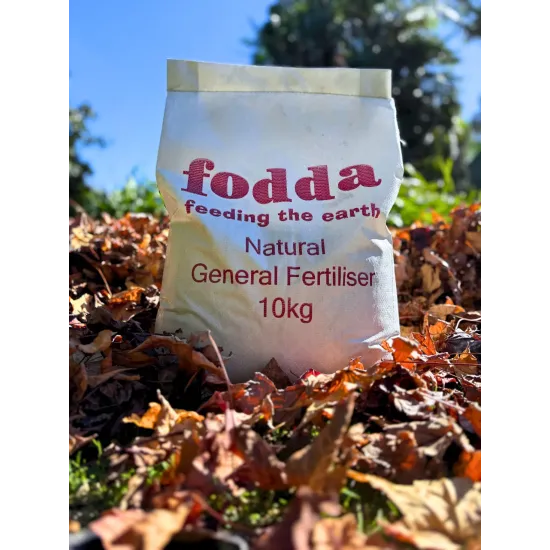 fodda
feeding the earth
Natural
General Fertiliser
10kg